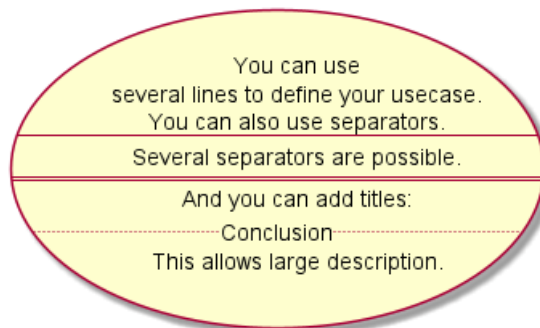 You can use
several lines to define your usecase.
You can also use separators.
Several separators are possible.
And you can add titles:
Conclusion
This allows large description.